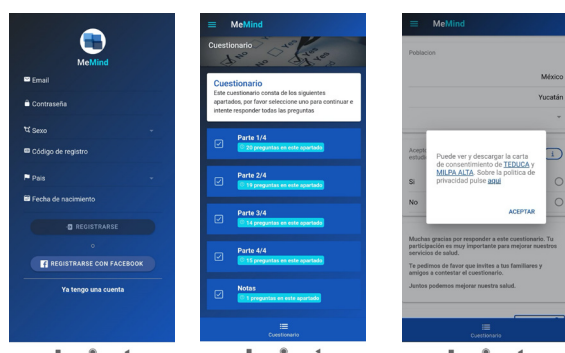 MeMind
Email
Contraseña
Sexo
Código de registro
Pais
Fecha de nacimiento
REGISTRARSE
o
REGISTRARSE CON FACEBOOK
Ya tengo una cuenta
MeMind
Cuestionario
Cuestionario
Este cuestionario consta de los siguientes
apartados, por favor seleccione uno para continuar e
intente responder todas las preguntas
Parte 1/4
20 preguntas en este apartado
Parte 2/4
19 preguntas en este apartado
Parte 3/4
14 preguntas en este apartado
Parte 4/4
15 preguntas en este apartado
Notas
1 preguntas en este apartado
Cuestionario
MeMind
Poblacion
México
Yucatán
Puede ver y descargar la carta
de consentimiento de TEDUCA y
MILPA ALTA. Sobre la política de
privacidad pulse aquí
ACEPTAR
Si
No
Muchas gracias por responder a este cuestionario. Tu
participación es muy importante para mejorar nuestros
servicios de salud.
Te pedimos de favor que invites a tus familiares y
amigos a contestar el cuestionario.
Juntos podemos mejorar nuestra salud.
Cuestionario